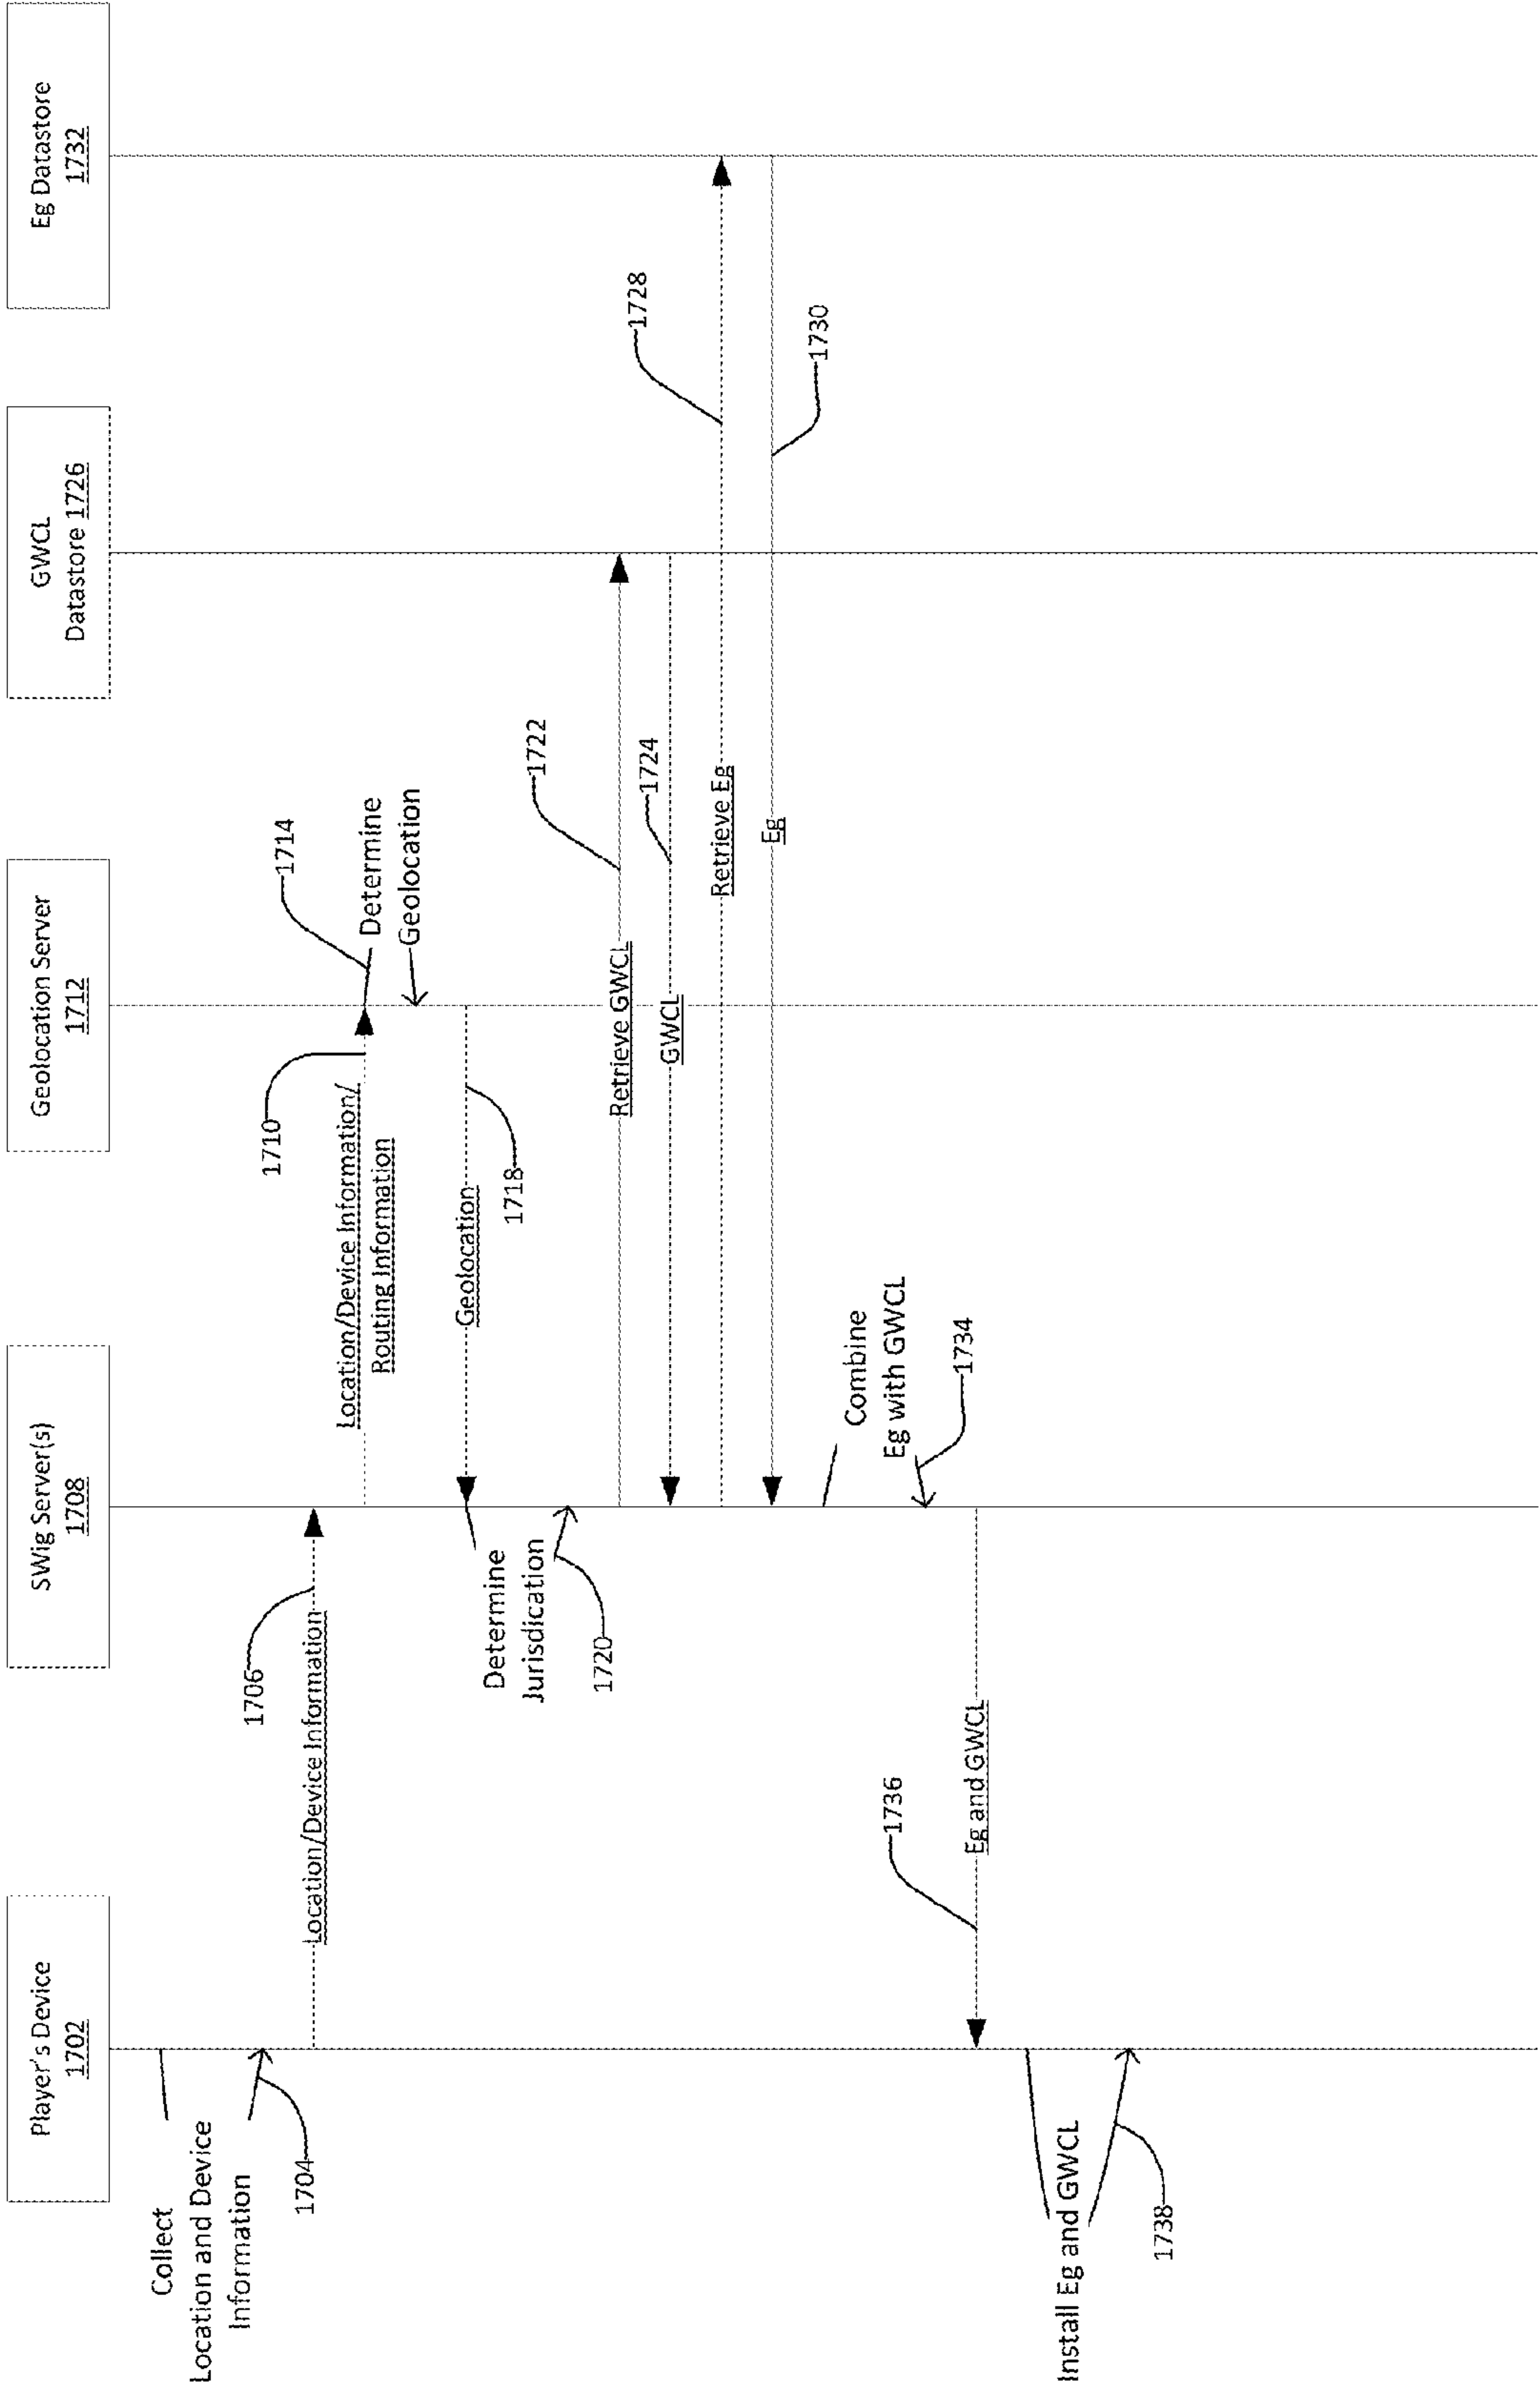 Player's Device
1702
SWig Server(s)
1708
Geolocation Server
1712
GWCL
Datastore 1726
Eg Datastore
1732
Collect
Location and Device
Information
1704
1706
Location/Device Information
1710
Location/Device Information/
Routing Information
1714
Determine
Geolocation
Geolocation
1718
Determine
Jurisdication
1720
1722
Retrieve GWCL
1724
GWCL
1728
Retrieve Eg
1730
Eg
Combine
Eg with GWCL
1734
1736
Eg and GWCL
Install Eg and GWCL
1738